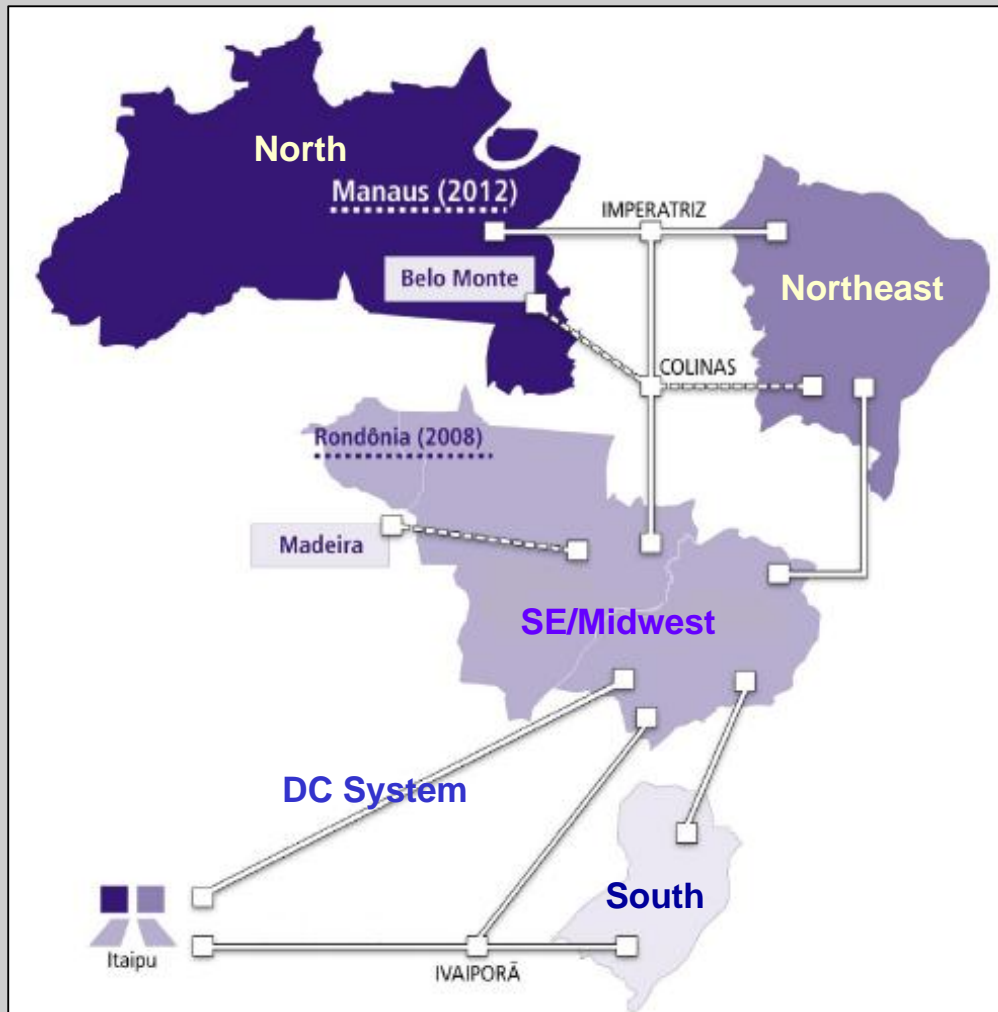 North
Manaus (2012)
IMPERATRIZ
Belo Monte
Northeast
COLINAS
Rondônia (2008)
Madeira
SE/Midwest
DC System
South
Itaipu
IVAIPORÃ